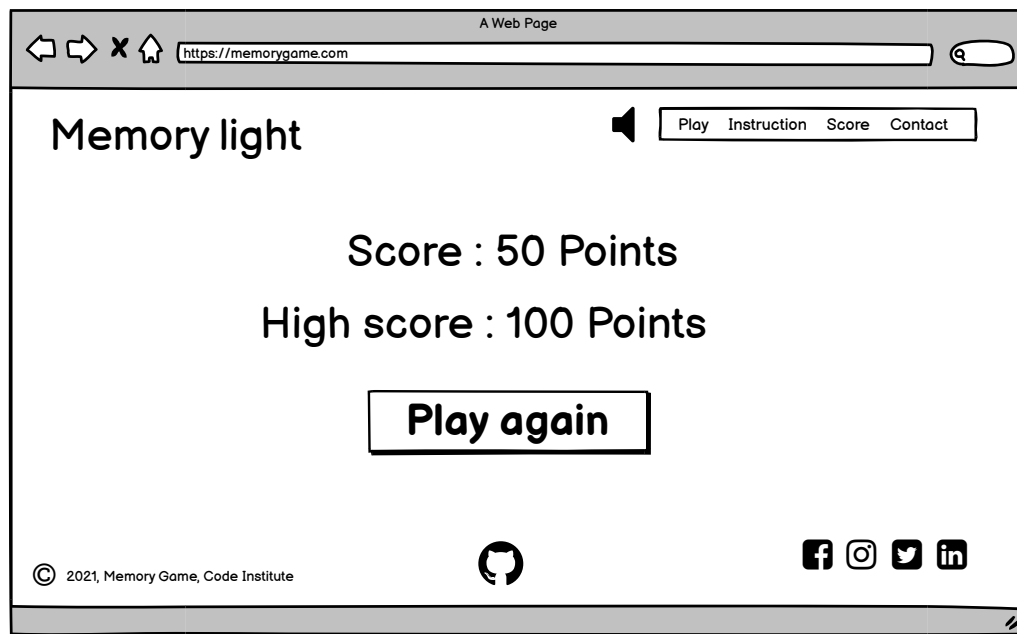 A Web Page
https://memorygame.com
Memory light
Play Instruction Score Contact
Score : 50 Points
High score : 100 Points
Play again
© 2021, Memory Game, Code Institute